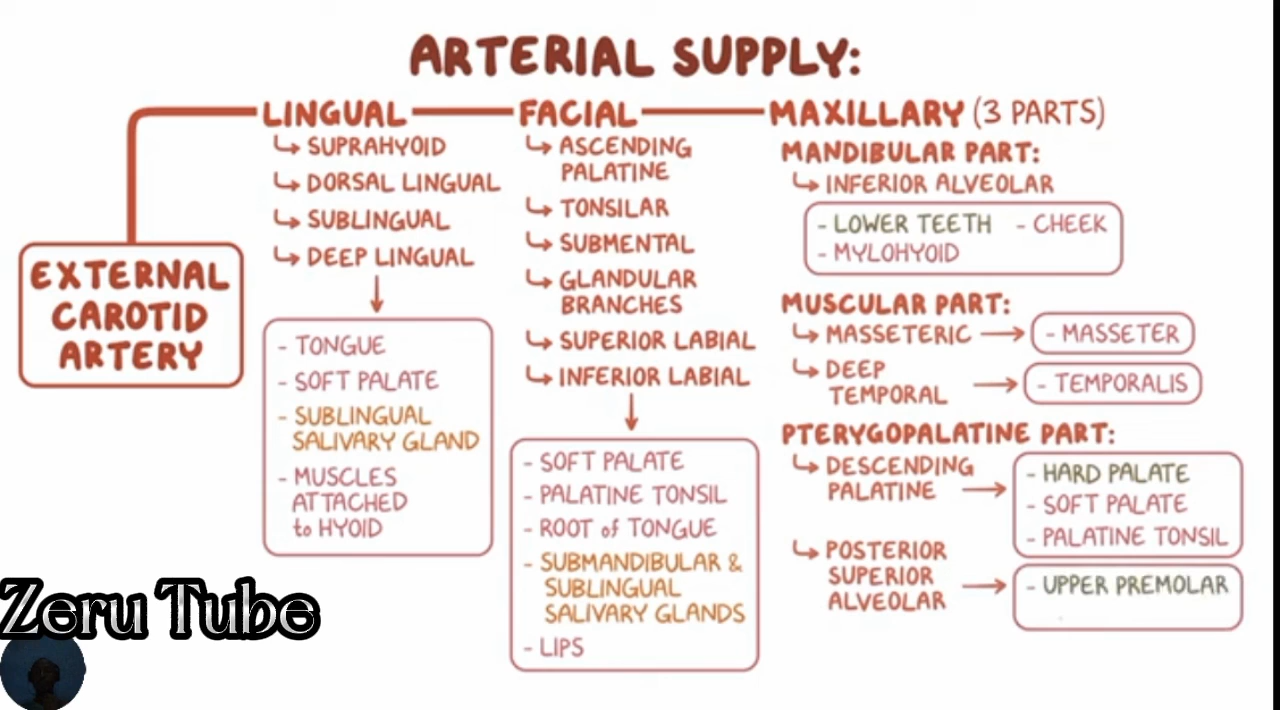 ARTERIAL SUPPLY:
EXTERNAL
CAROTID
ARTERY
LINGUAL
↳ SUPRAHYOID
↳ DORSAL LINGUAL
↳ SUBLINGUAL
↳ DEEP LINGUAL
- TONGUE
- SOFT PALATE
- SUBLINGUAL
SALIVARY GLAND
- MUSCLES
ATTACHED
to HYOID
FACIAL
↳ ASCENDING
PALATINE
↳ TONSILAR
↳ SUBMENTAL
↳ GLANDULAR
BRANCHES
↳ SUPERIOR LABIAL
↳ INFERIOR LABIAL
- SOFT PALATE
- PALATINE TONSIL
- ROOT of TONGUE
- SUBMANDIBULAR &
SUBLINGUAL
SALIVARY GLANDS
- LIPS
MAXILLARY (3 PARTS)
MANDIBULAR PART:
↳ INFERIOR ALVEOLAR
- LOWER TEETH - CHEEK
- MYLOHYOID
MUSCULAR PART:
↳ MASSETERIC → - MASSETER
↳ DEEP
TEMPORAL → - TEMPORALIS
PTERYGOPALATINE PART:
↳ DESCENDING
PALATINE →
- HARD PALATE
- SOFT PALATE
- PALATINE TONSIL
↳ POSTERIOR
SUPERIOR
ALVEOLAR →
- UPPER PREMOLAR
Zeru Tube